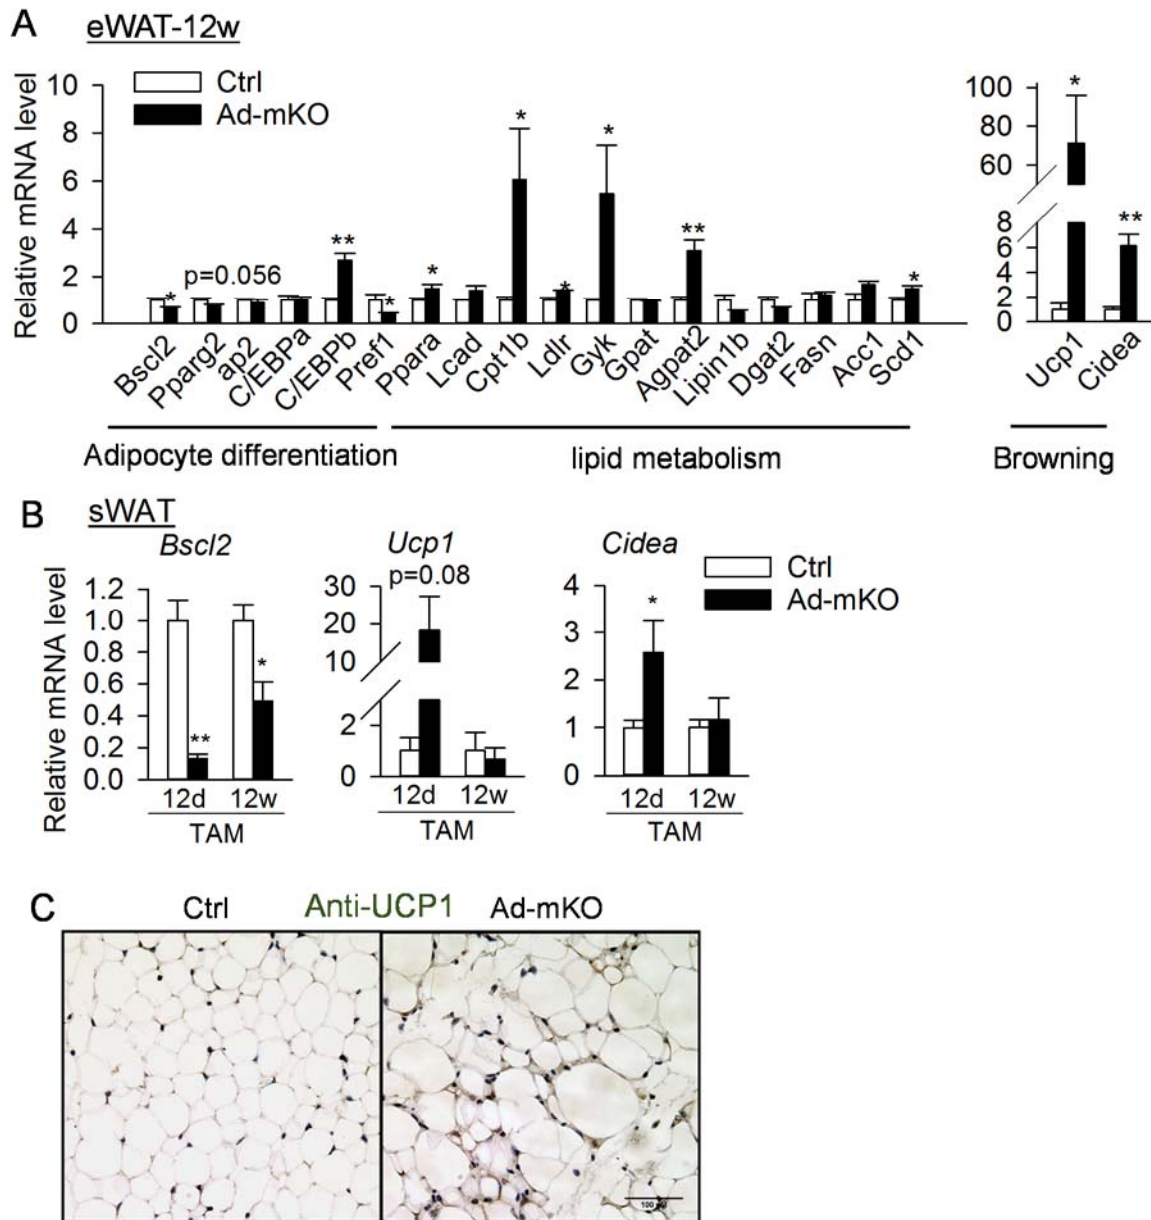 A eWAT-12w
Ctrl
Ad-mKO
Relative mRNA level
10
8
6
4
2
0
p=0.056
* ** * * * * * ** *
100
80
60
8
6
4
2
0
* **
Bscl2 Pparg2 ap2 C/EBPa C/EBPb Pref1 Ppara Lcad Cpt1b Ldlr Gyk Gpat Agpat2 Lipin1b Dgat2 Fasn Acc1 Scd1 Ucp1 Cidea
Adipocyte differentiation lipid metabolism Browning
B sWAT
Bscl2
Relative mRNA level
1.2
1.0
0.8
0.6
0.4
0.2
0.0
** *
12d 12w
TAM
Ucp1
p=0.08
30
20
10
2
0
12d 12w
TAM
Cidea
4
3
2
1
0
*
12d 12w
TAM
Ctrl
Ad-mKO
C Ctrl Anti-UCP1 Ad-mKO
100